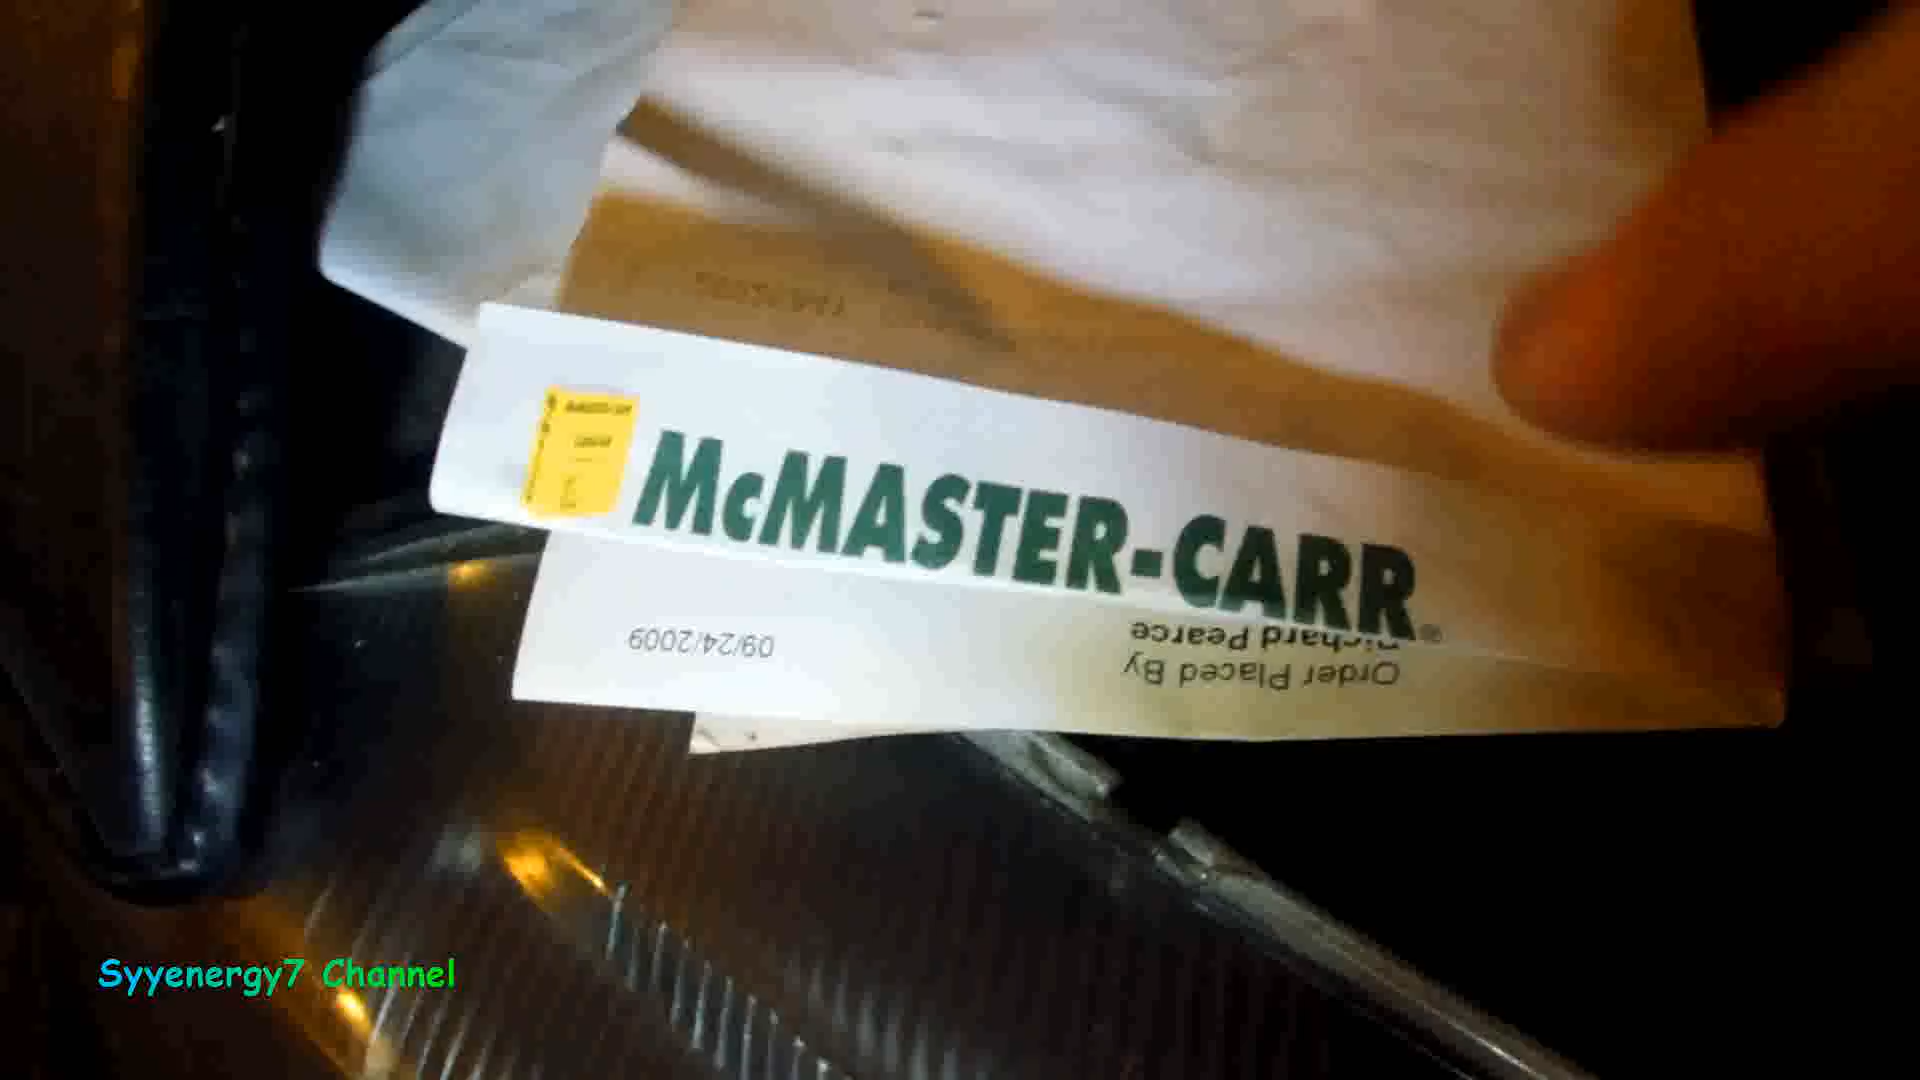 McMASTER-CARR®
09/24/2009
Order Placed By
Richard Pearce
Syyenergy7 Channel